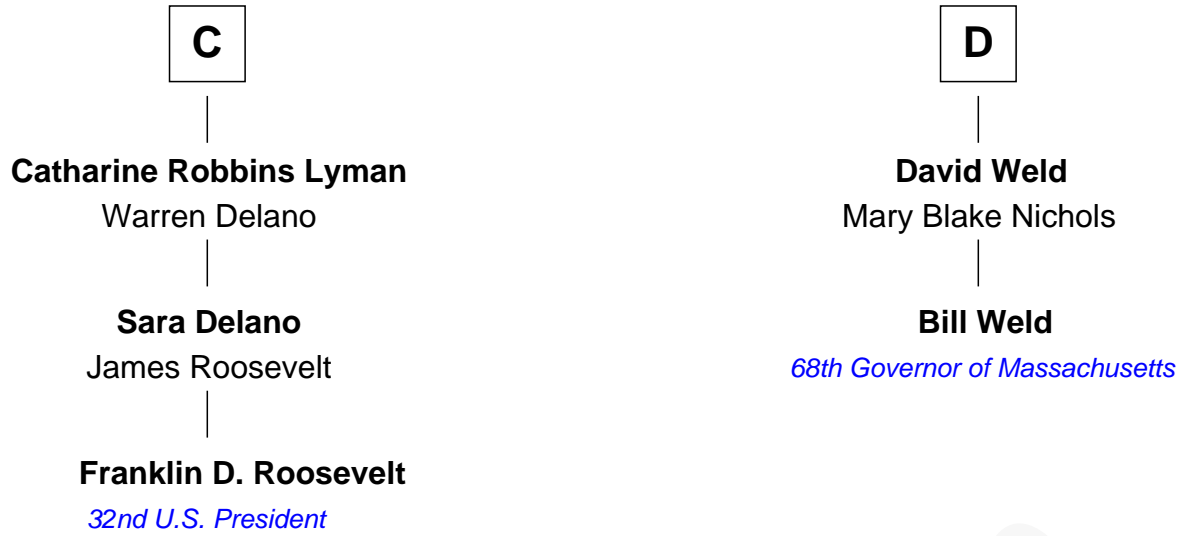 C
Catharine Robbins Lyman
Warren Delano
Sara Delano
James Roosevelt
Franklin D. Roosevelt
32nd U.S. President
D
David Weld
Mary Blake Nichols
Bill Weld
68th Governor of Massachusetts